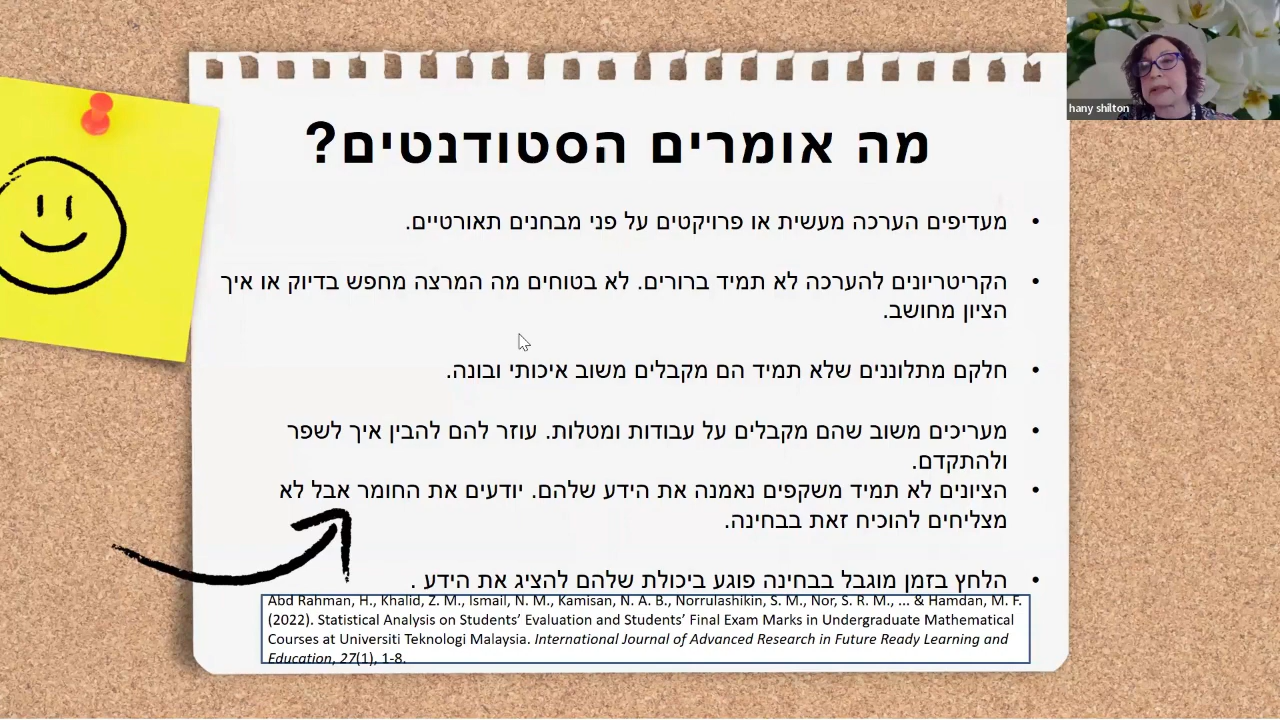 hany shilton
מה אומרים הסטודנטים?
• מעדיפים הערכה מעשית או פרויקטים על פני מבחנים תאורטיים.
• הקריטריונים להערכה לא תמיד ברורים. לא בטוחים מה המרצה מחפש בדיוק או איך
הציון מחושב.
• חלקם מתלוננים שלא תמיד הם מקבלים משוב איכותי ובונה.
• מעריכים משוב שהם מקבלים על עבודות ומטלות. עוזר להם להבין איך לשפר
ולהתקדם.
• הציונים לא תמיד משקפים נאמנה את הידע שלהם. יודעים את החומר אבל לא
מצליחים להוכיח זאת בבחינה.
• הלחץ בזמן מוגבל בבחינה פוגע ביכולת שלהם להציג את הידע .
Abd Rahman, H., Khalid, Z. M., Ismail, N. M., Kamisan, N. A. B., Norrulashikin, S. M., Nor, S. R. M., ... & Hamdan, M. F.
(2022). Statistical Analysis on Students’ Evaluation and Students’ Final Exam Marks in Undergraduate Mathematical
Courses at Universiti Teknologi Malaysia. International Journal of Advanced Research in Future Ready Learning and
Education, 27(1), 1-8.